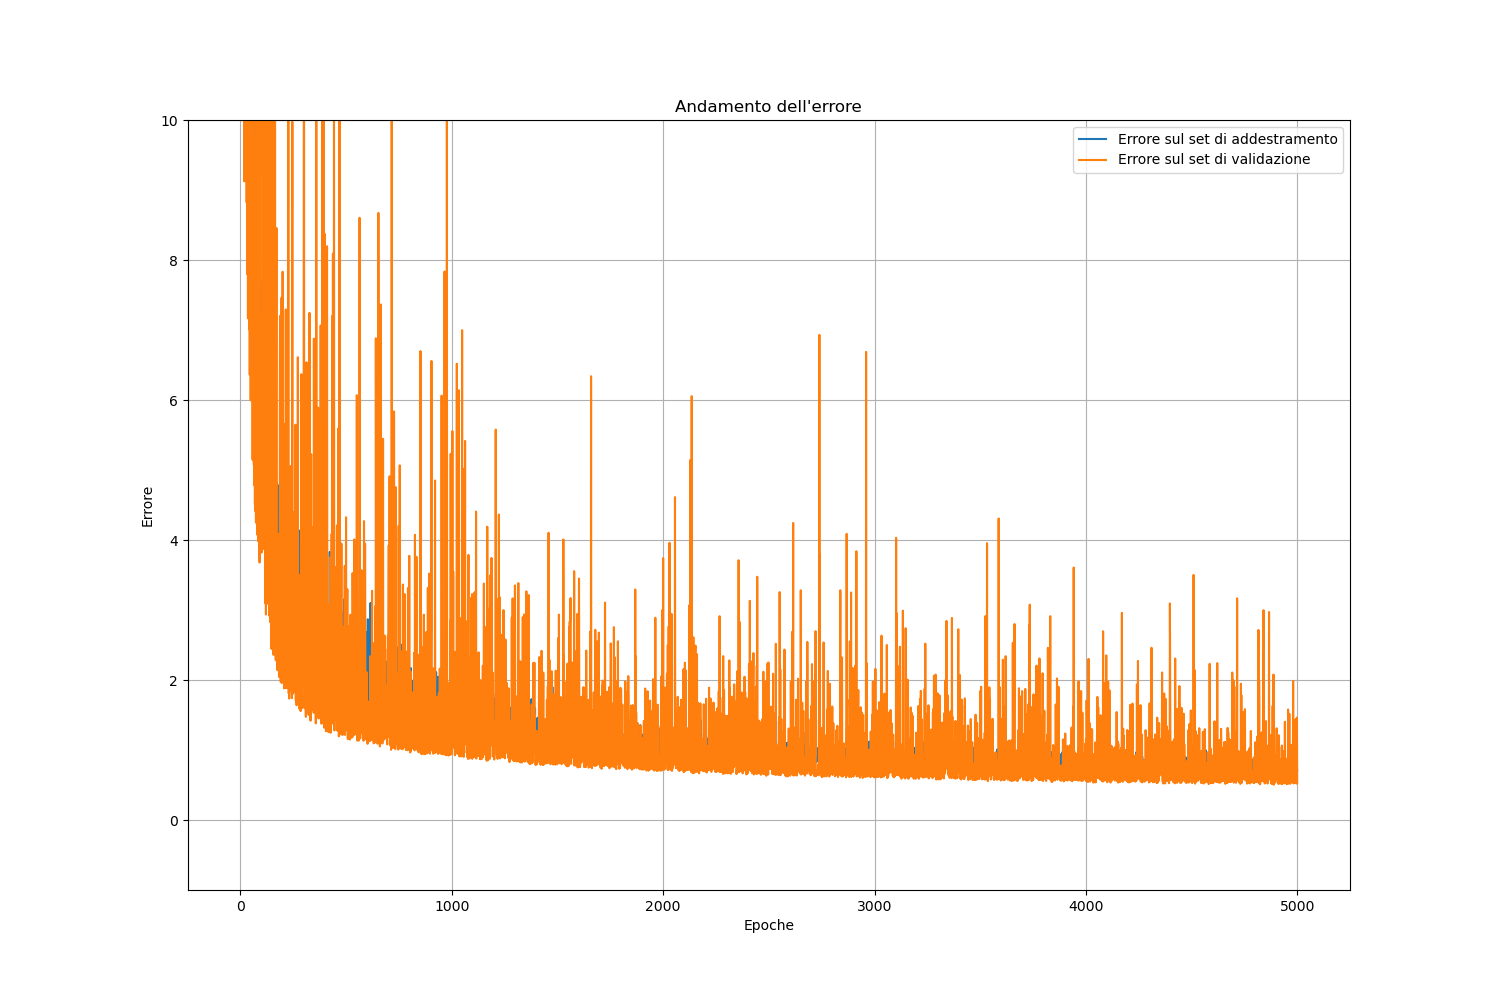 Andamento dell'errore
Errore sul set di addestramento
Errore sul set di validazione
10
8
6
4
2
0
Errore
0 1000 2000 3000 4000 5000
Epoche